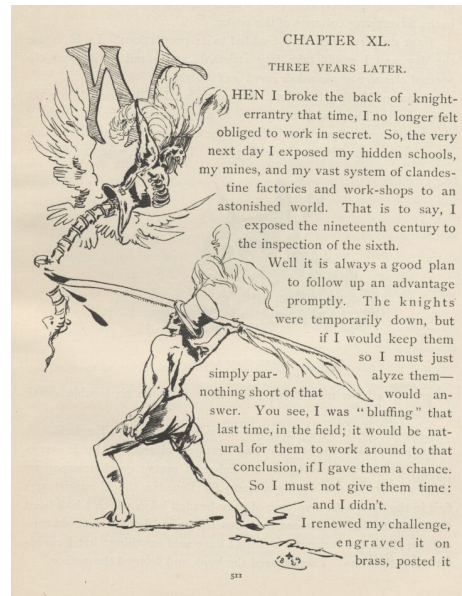 CHAPTER XL.
THREE YEARS LATER.
WHEN I broke the back of knight-
errantry that time, I no longer felt
obliged to work in secret. So, the very
next day I exposed my hidden schools,
my mines, and my vast system of clandes-
tine factories and work-shops to an
astonished world. That is to say, I
exposed the nineteenth century to
the inspection of the sixth.
Well it is always a good plan
to follow up an advantage
promptly. The knights
were temporarily down, but
if I would keep them
so I must just
simply par- alyze them—
nothing short of that would an-
swer. You see, I was "bluffing" that
last time, in the field; it would be nat-
ural for them to work around to that
conclusion, if I gave them a chance.
So I must not give them time:
and I didn't.
I renewed my challenge,
engraved it on
brass, posted it
511